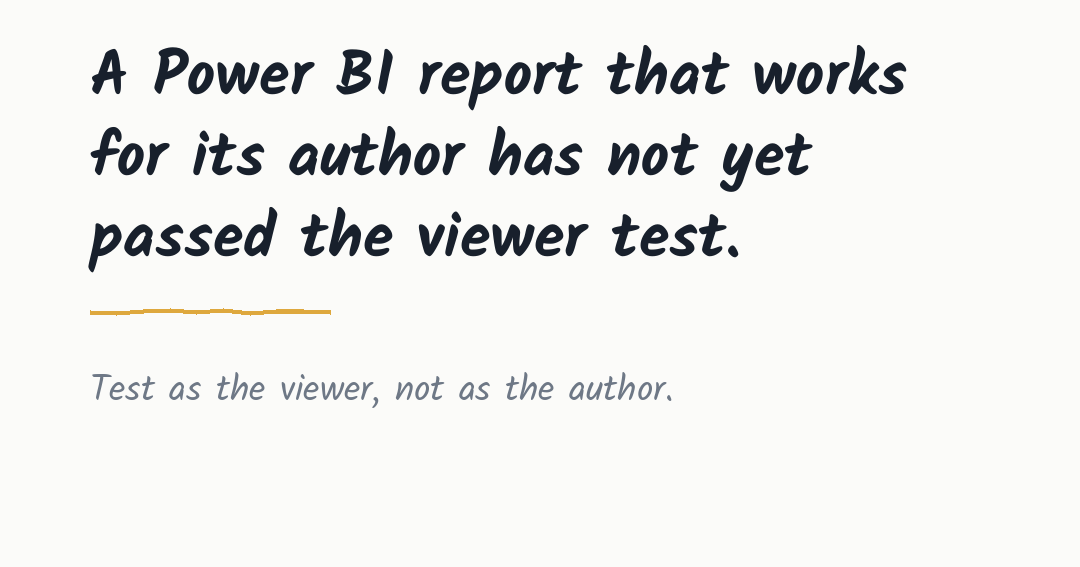 A Power BI report that works
for its author has not yet
passed the viewer test.
Test as the viewer, not as the author.